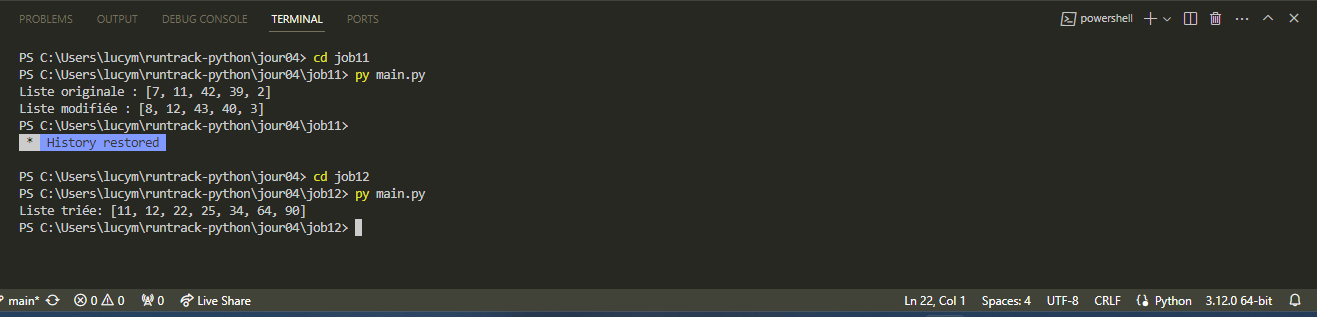 PROBLEMS OUTPUT DEBUG CONSOLE TERMINAL PORTS powershell
PS C:\Users\lucym\runtrack-python\jour04> cd job11
PS C:\Users\lucym\runtrack-python\jour04\job11> py main.py
Liste originale : [7, 11, 42, 39, 2]
Liste modifiée : [8, 12, 43, 40, 3]
PS C:\Users\lucym\runtrack-python\jour04\job11>
* History restored
PS C:\Users\lucym\runtrack-python\jour04> cd job12
PS C:\Users\lucym\runtrack-python\jour04\job12> py main.py
Liste triée: [11, 12, 22, 25, 34, 64, 90]
PS C:\Users\lucym\runtrack-python\jour04\job12>
main* 0 0 0 Live Share Ln 22, Col 1 Spaces: 4 UTF-8 CRLF Python 3.12.0 64-bit